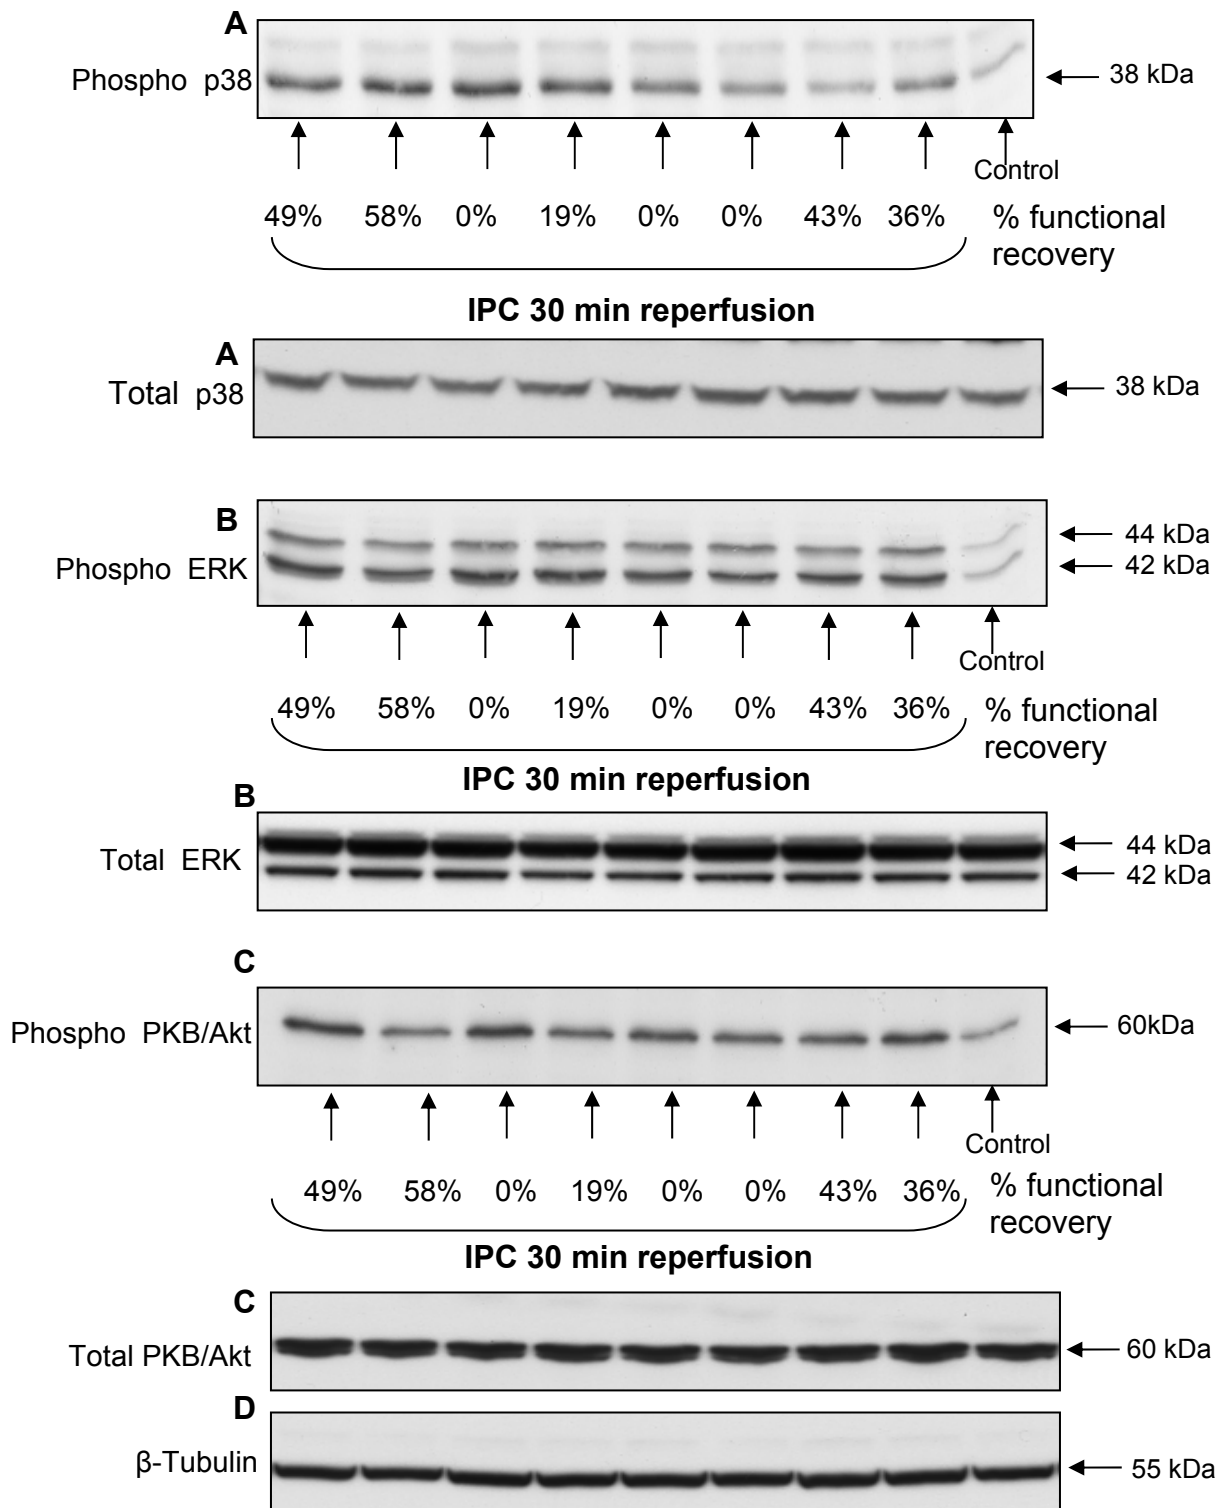 A
Phospho p38
38 kDa
Control
49% 58% 0% 19% 0% 0% 43% 36% % functional
recovery
IPC 30 min reperfusion
A
Total p38
38 kDa
B
Phospho ERK
44 kDa
42 kDa
Control
49% 58% 0% 19% 0% 0% 43% 36% % functional
recovery
IPC 30 min reperfusion
B
Total ERK
44 kDa
42 kDa
C
Phospho PKB/Akt
60kDa
Control
49% 58% 0% 19% 0% 0% 43% 36% % functional
recovery
IPC 30 min reperfusion
C
Total PKB/Akt
60 kDa
D
β-Tubulin
55 kDa